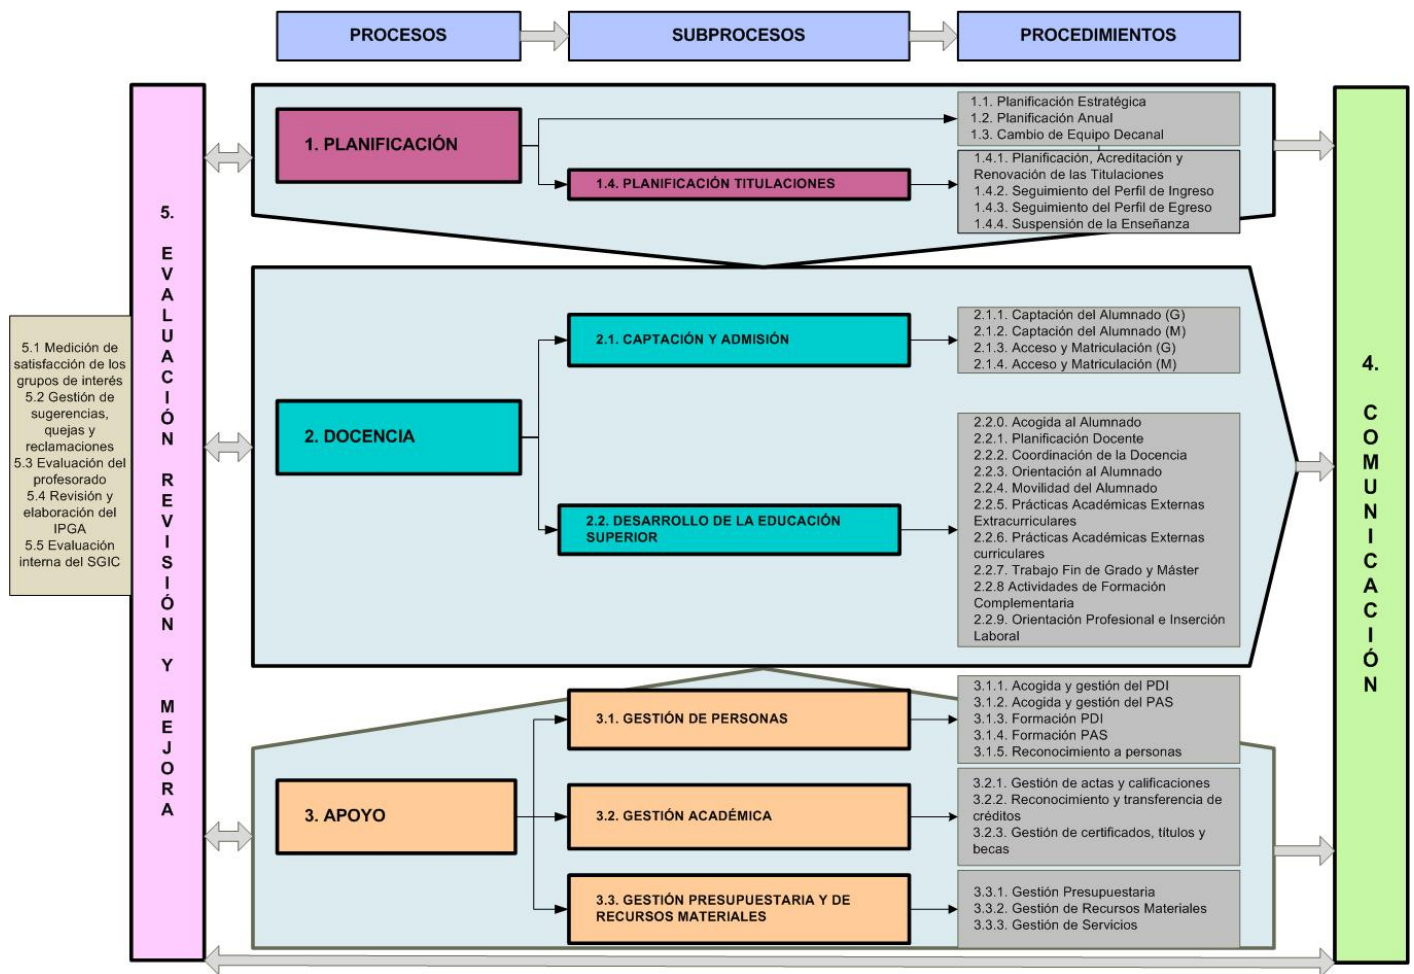 PROCESOS
SUBPROCESOS
PROCEDIMIENTOS
5.
EVALUACIÓN
REVISIÓN
Y
MEJORA
5.1 Medición de
satisfacción de los
grupos de interés
5.2 Gestión de
sugerencias,
quejas y
reclamaciones
5.3 Evaluación del
profesorado
5.4 Revisión y
elaboración del
IPGA
5.5 Evaluación
interna del SGIC
1. PLANIFICACIÓN
1.1. Planificación Estratégica
1.2. Planificación Anual
1.3. Cambio de Equipo Decanal
1.4. PLANIFICACIÓN TITULACIONES
1.4.1. Planificación, Acreditación y
Renovación de las Titulaciones
1.4.2. Seguimiento del Perfil de Ingreso
1.4.3. Seguimiento del Perfil de Egreso
1.4.4. Suspensión de la Enseñanza
2. DOCENCIA
2.1. CAPTACIÓN Y ADMISIÓN
2.1.1. Captación del Alumnado (G)
2.1.2. Captación del Alumnado (M)
2.1.3. Acceso y Matriculación (G)
2.1.4. Acceso y Matriculación (M)
2.2. DESARROLLO DE LA EDUCACIÓN
SUPERIOR
2.2.0. Acogida al Alumnado
2.2.1. Planificación Docente
2.2.2. Coordinación de la Docencia
2.2.3. Orientación al Alumnado
2.2.4. Movilidad del Alumnado
2.2.5. Prácticas Académicas Externas
Extracurriculares
2.2.6. Prácticas Académicas Externas
curriculares
2.2.7. Trabajo Fin de Grado y Máster
2.2.8 Actividades de Formación
Complementaria
2.2.9. Orientación Profesional e Inserción
Laboral
3. APOYO
3.1. GESTIÓN DE PERSONAS
3.1.1. Acogida y gestión del PDI
3.1.2. Acogida y gestión del PAS
3.1.3. Formación PDI
3.1.4. Formación PAS
3.1.5. Reconocimiento a personas
3.2. GESTIÓN ACADÉMICA
3.2.1. Gestión de actas y calificaciones
3.2.2. Reconocimiento y transferencia de
créditos
3.2.3. Gestión de certificados, títulos y
becas
3.3. GESTIÓN PRESUPUESTARIA Y DE
RECURSOS MATERIALES
3.3.1. Gestión Presupuestaria
3.3.2. Gestión de Recursos Materiales
3.3.3. Gestión de Servicios
4.
COMUNICACIÓN